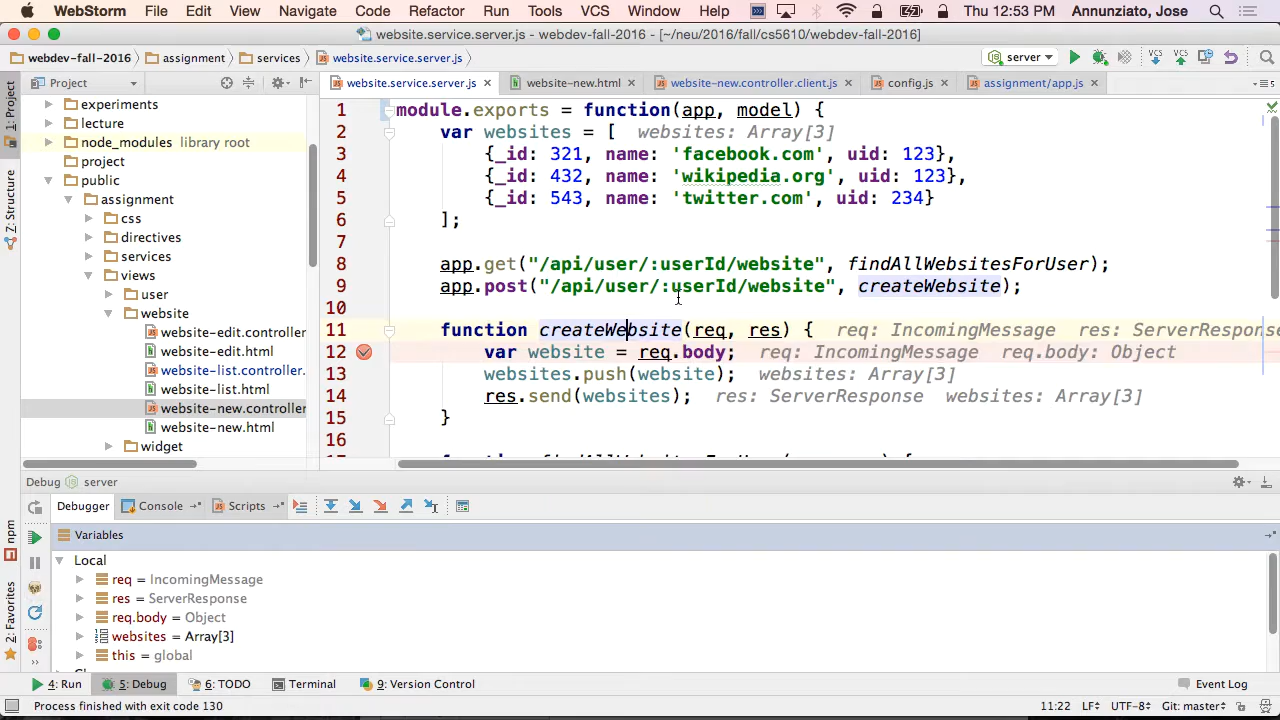 WebStorm File Edit View Navigate Code Refactor Run Tools VCS Window Help Thu 12:53 PM Annunziato, Jose
website.service.server.js - webdev-fall-2016 - [~/neu/2016/fall/cs5610/webdev-fall-2016]
webdev-fall-2016 assignment services website.service.server.js server VCS VCS
Project website.service.server.js website-new.html website-new.controller.client.js config.js assignment/app.js
1: Project
Z: Structure
npm
2: Favorites
experiments
lecture
node_modules library root
project
public
assignment
css
directives
services
views
user
website
website-edit.controller
website-edit.html
website-list.controller.
website-list.html
website-new.controller
website-new.html
widget
1 module.exports = function(app, model) {
2 var websites = [ websites: Array[3]
3 {_id: 321, name: 'facebook.com', uid: 123},
4 {_id: 432, name: 'wikipedia.org', uid: 123},
5 {_id: 543, name: 'twitter.com', uid: 234}
6 ];
7
8 app.get("/api/user/:userId/website", findAllWebsitesForUser);
9 app.post("/api/user/:userId/website", createWebsite);
10
11 function createWebsite(req, res) { req: IncomingMessage res: ServerResponse
12 var website = req.body; req: IncomingMessage req.body: Object
13 websites.push(website); websites: Array[3]
14 res.send(websites); res: ServerResponse websites: Array[3]
15 }
16
Debug server
Debugger Console Scripts
Variables
Local
req = IncomingMessage
res = ServerResponse
req.body = Object
websites = Array[3]
this = global
4: Run 5: Debug 6: TODO Terminal 9: Version Control Event Log
Process finished with exit code 130 11:22 LF UTF-8 Git: master